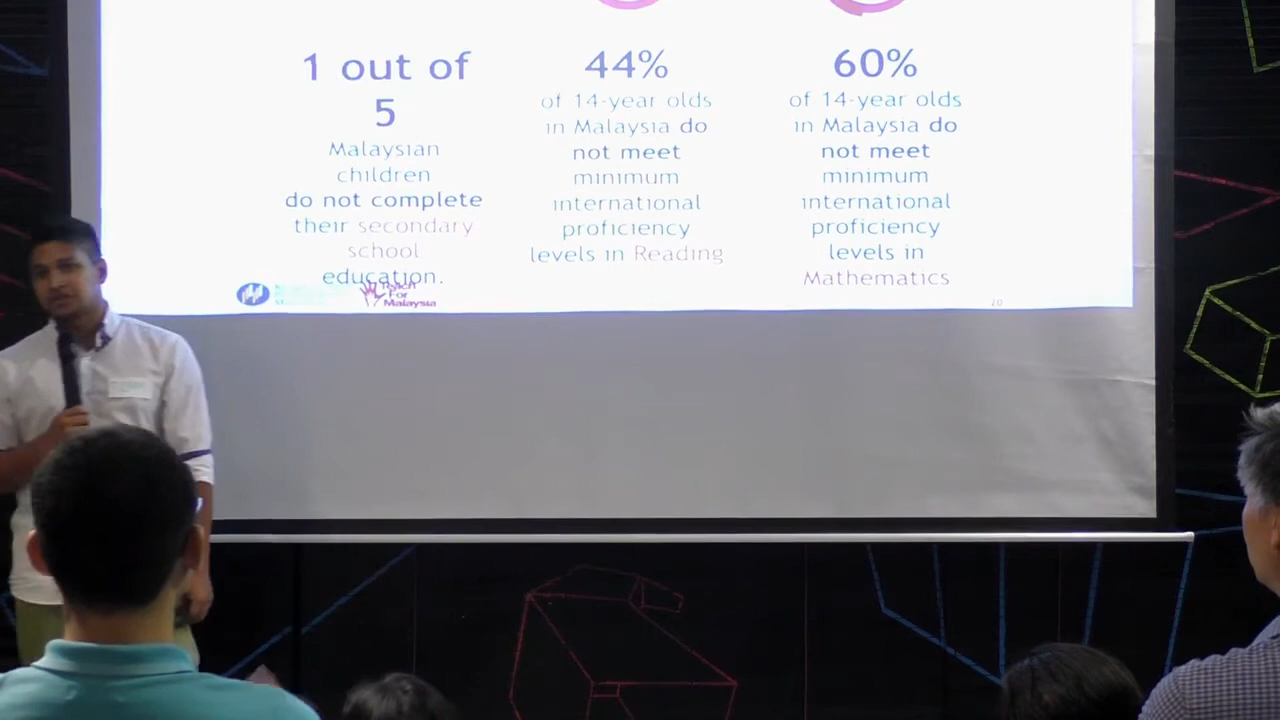 1 out of
5
Malaysian
children
do not complete
their secondary
school
education.
44%
of 14-year olds
in Malaysia do
not meet
minimum
international
proficiency
levels in Reading
60%
of 14-year olds
in Malaysia do
not meet
minimum
international
proficiency
levels in
Mathematics
Teach
For
Malaysia
20